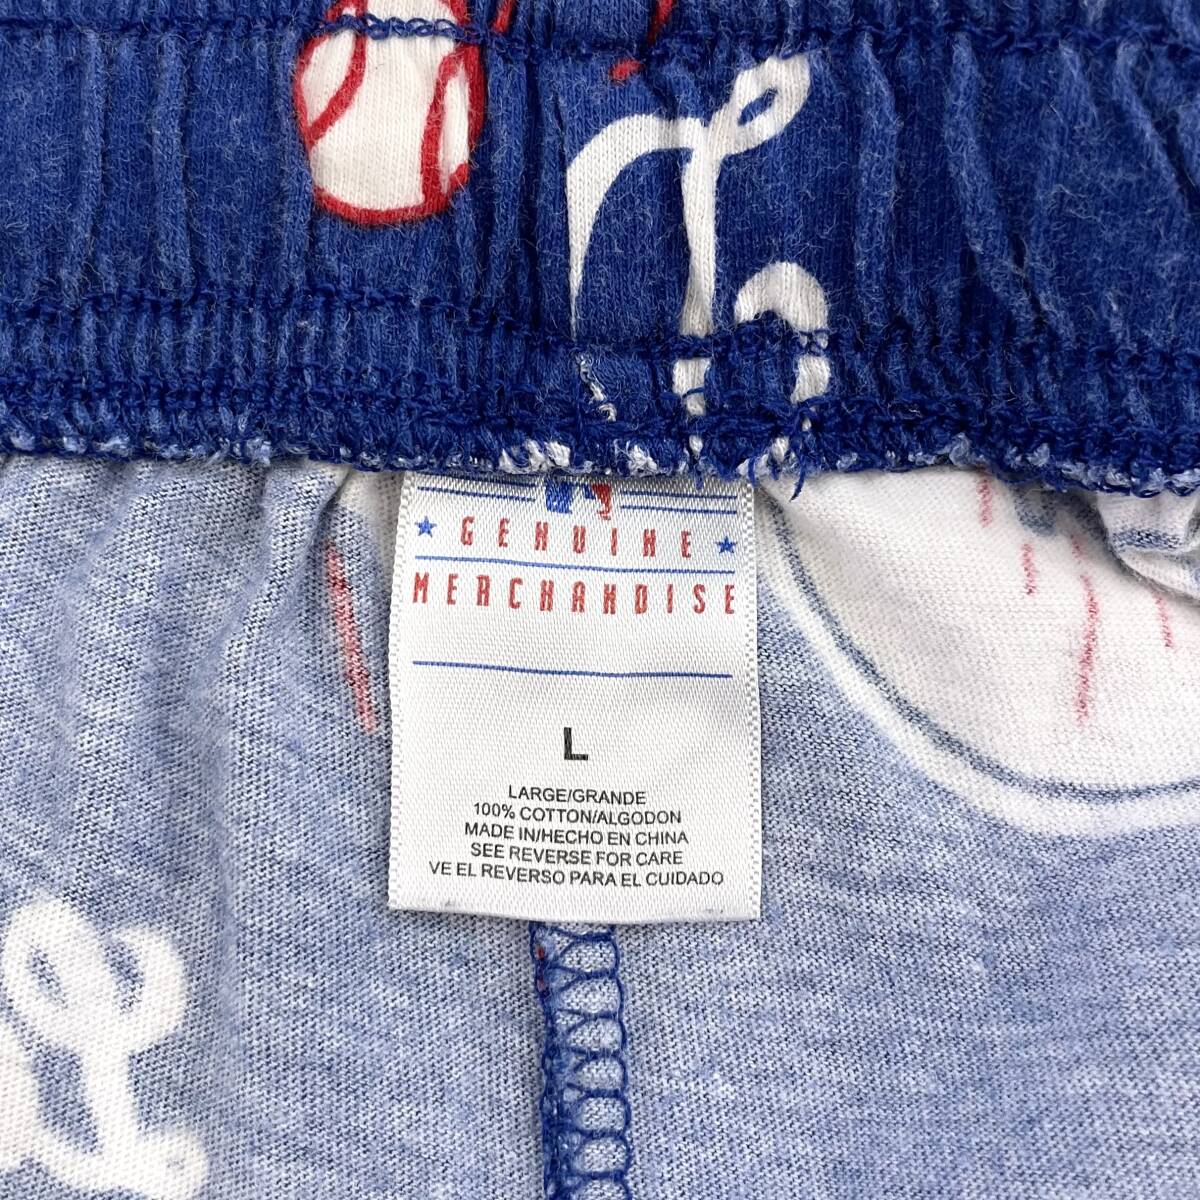 GENUINE
MERCHANDISE
L
LARGE/GRANDE
100% COTTON/ALGODON
MADE IN/HECHO EN CHINA
SEE REVERSE FOR CARE
VE EL REVERSO PARA EL CUIDADO